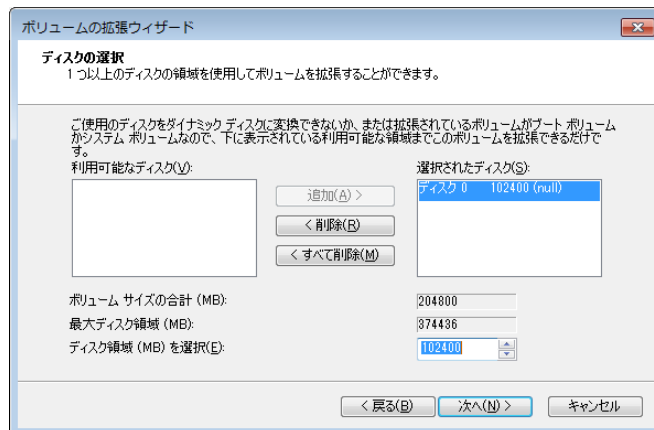 ボリュームの拡張ウィザード
ディスクの選択
1 つ以上のディスクの領域を使用してボリュームを拡張することができます。
ご使用のディスクをダイナミック ディスクに変換できないか、または拡張されているボリュームがブート ボリューム
かシステム ボリュームなので、下に表示されている利用可能な領域までこのボリュームを拡張できるだけで
す。
利用可能なディスク(V):
選択されたディスク(S):
追加(A) >
ディスク 0 102400 (null)
< 削除(R)
< すべて削除(M)
ボリューム サイズの合計 (MB): 204800
最大ディスク領域 (MB): 374436
ディスク領域 (MB) を選択(E): 102400
< 戻る(B) 次へ(N) > キャンセル